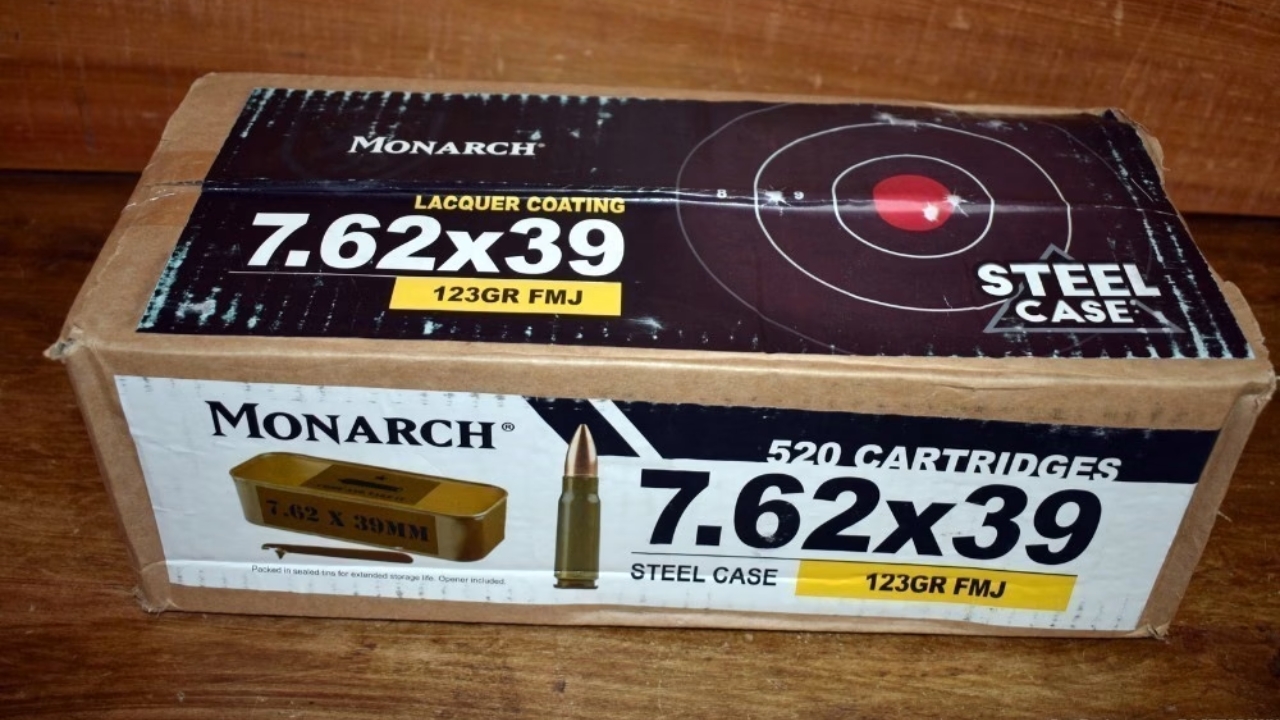 MONARCH®
LACQUER COATING
7.62x39
123GR FMJ
8 9
STEEL
CASE
MONARCH®
7.62 X 39MM
Packed in sealed tins for extended storage life. Opener included.
520 CARTRIDGES
7.62x39
STEEL CASE
123GR FMJ